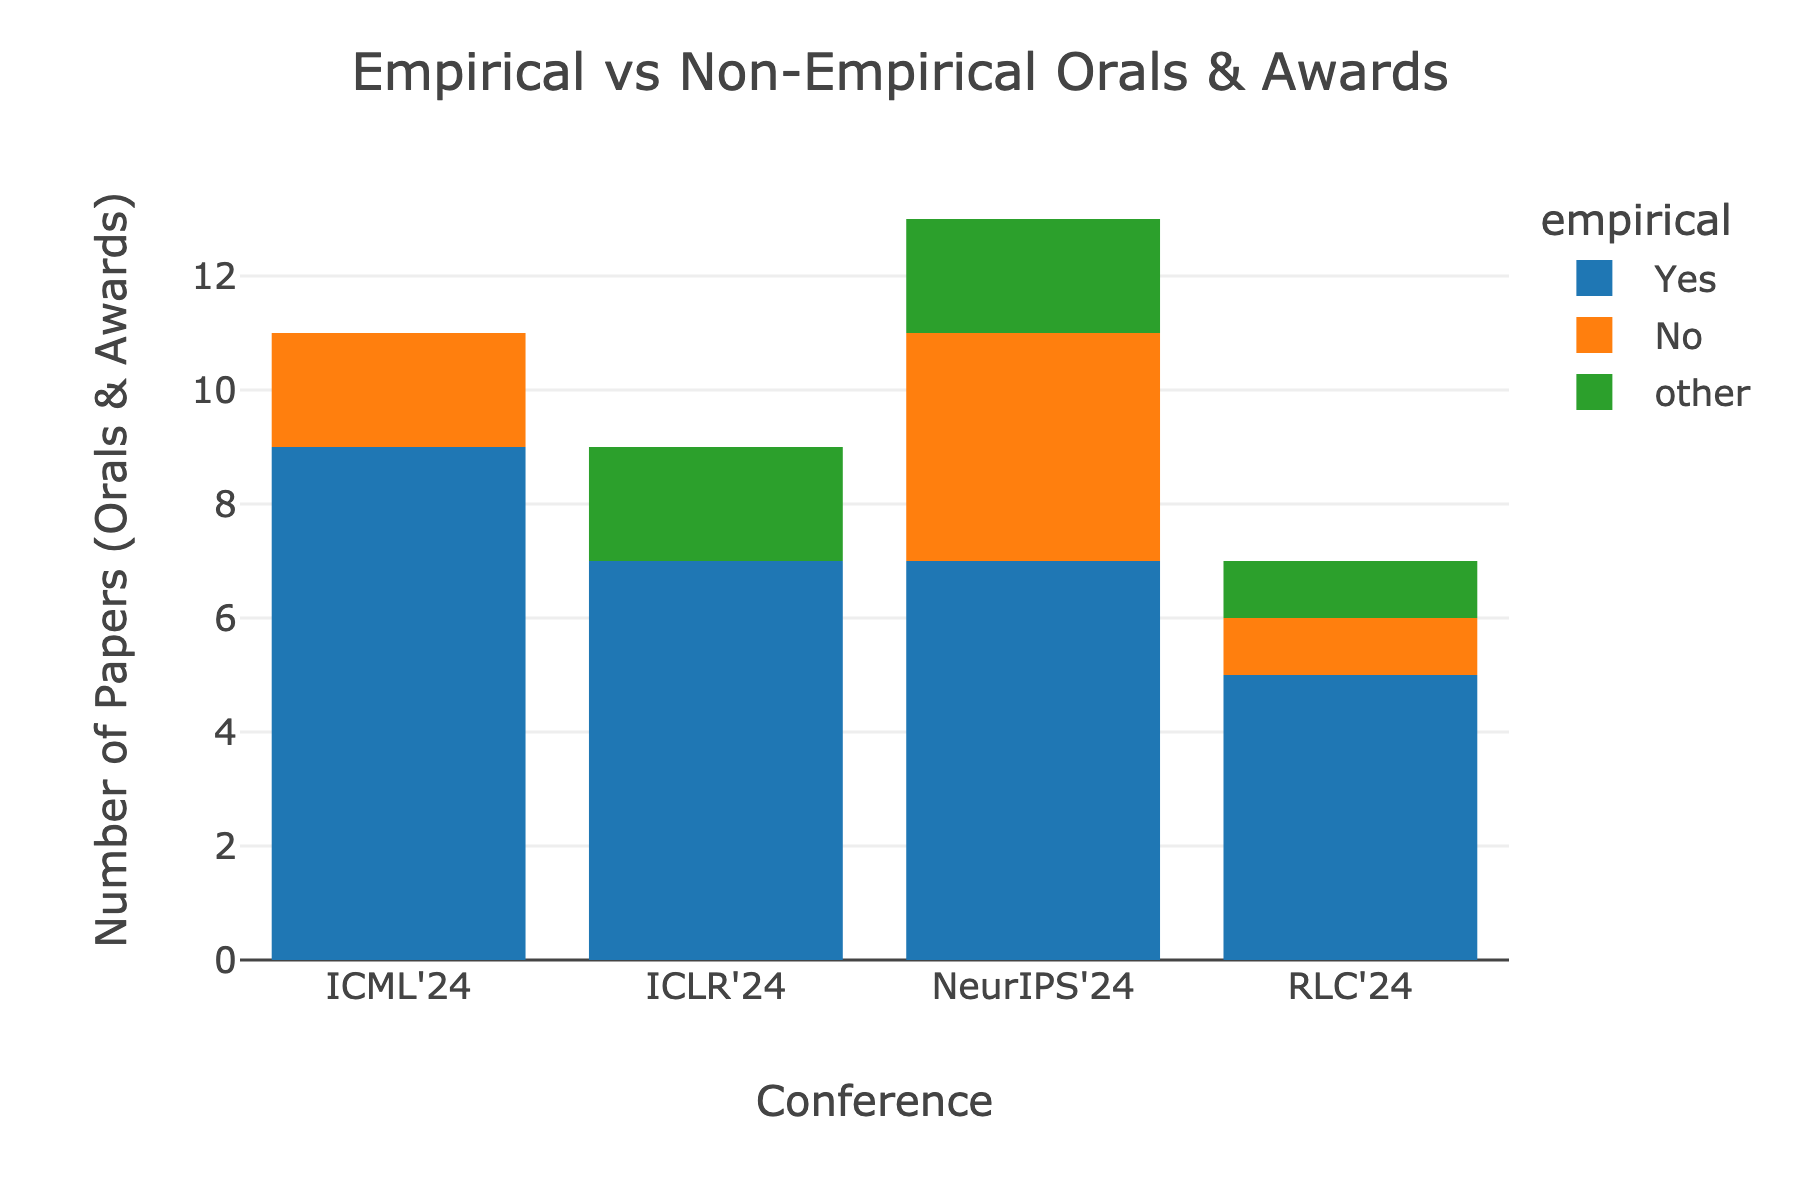 Empirical vs Non-Empirical Orals & Awards
Number of Papers (Orals & Awards)
12
10
8
6
4
2
0
ICML'24
ICLR'24
NeurIPS'24
RLC'24
Conference
empirical
Yes
No
other